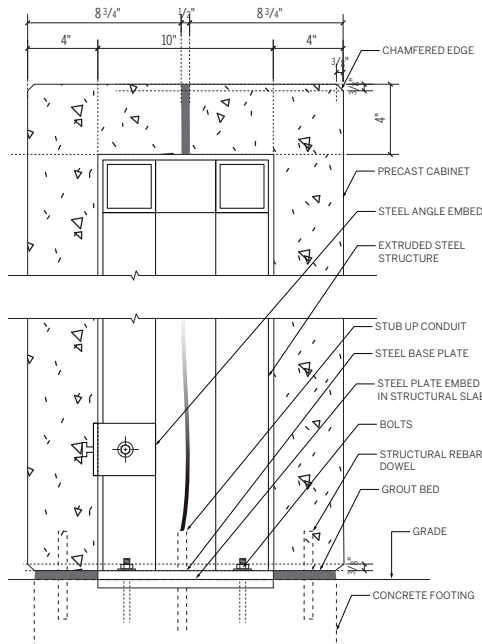 8 3/4" 1/2" 8 3/4"
4" 10" 4"
CHAMFERED EDGE
4"
PRECAST CABINET
STEEL ANGLE EMBED
EXTRUDED STEEL
STRUCTURE
STUB UP CONDUIT
STEEL BASE PLATE
STEEL PLATE EMBED
IN STRUCTURAL SLAB
BOLTS
STRUCTURAL REBAR
DOWEL
GROUT BED
GRADE
CONCRETE FOOTING